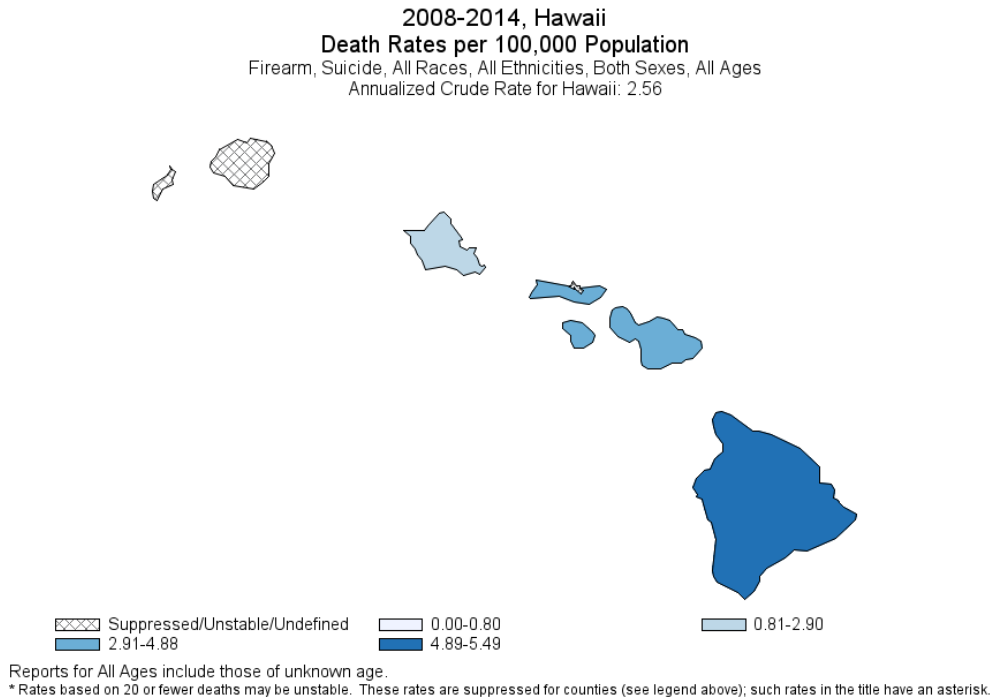 2008-2014, Hawaii
Death Rates per 100,000 Population
Firearm, Suicide, All Races, All Ethnicities, Both Sexes, All Ages
Annualized Crude Rate for Hawaii: 2.56
Suppressed/Unstable/Undefined 0.00-0.80 0.81-2.90
2.91-4.88 4.89-5.49
Reports for All Ages include those of unknown age.
* Rates based on 20 or fewer deaths may be unstable. These rates are suppressed for counties (see legend above); such rates in the title have an asterisk.